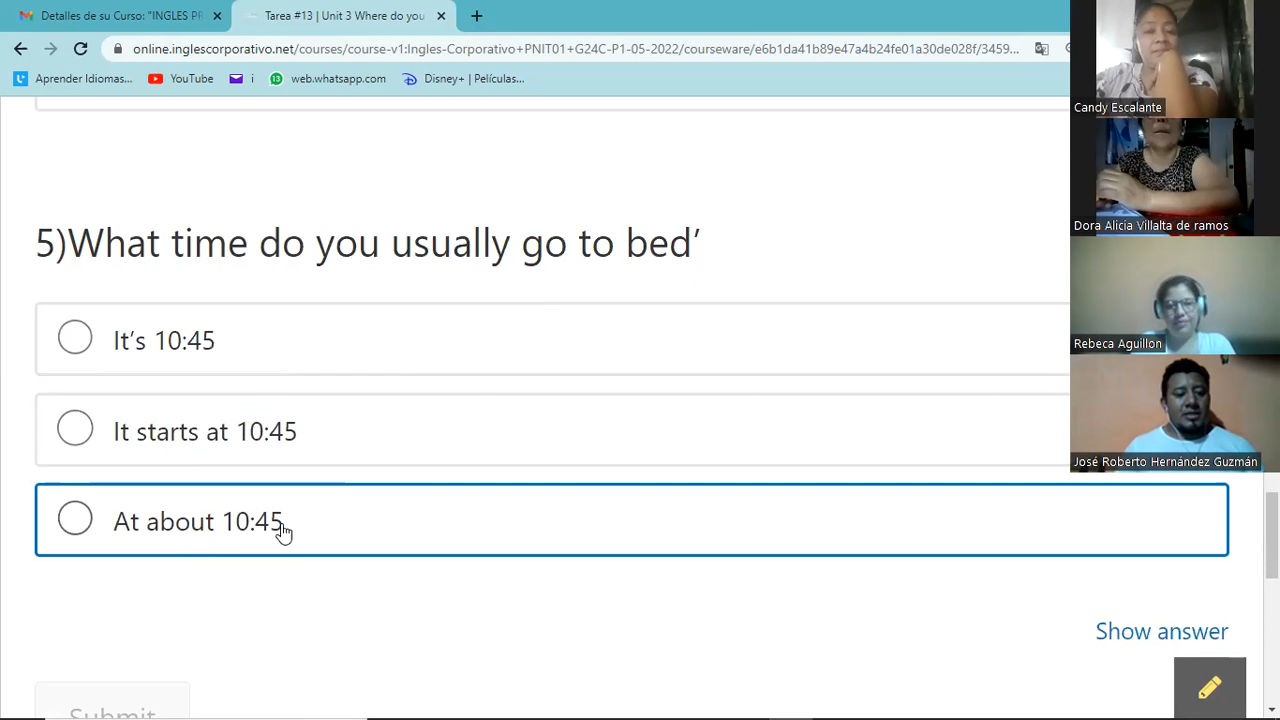 Detalles de su Curso: "INGLES PR
Tarea #13 | Unit 3 Where do you
online.inglescorporativo.net/courses/course-v1:Ingles-Corporativo+PNIT01+G24C-P1-05-2022/courseware/e6b1da41b89e47a4b24fe01a30de028f/3459...
Aprender Idiomas...
YouTube
i
web.whatsapp.com
Disney+ | Películas...
Candy Escalante
Dora Alicia Villalta de ramos
Rebeca Aguillon
José Roberto Hernández Guzmán
5)What time do you usually go to bed’
It’s 10:45
It starts at 10:45
At about 10:45
Show answer
Submit